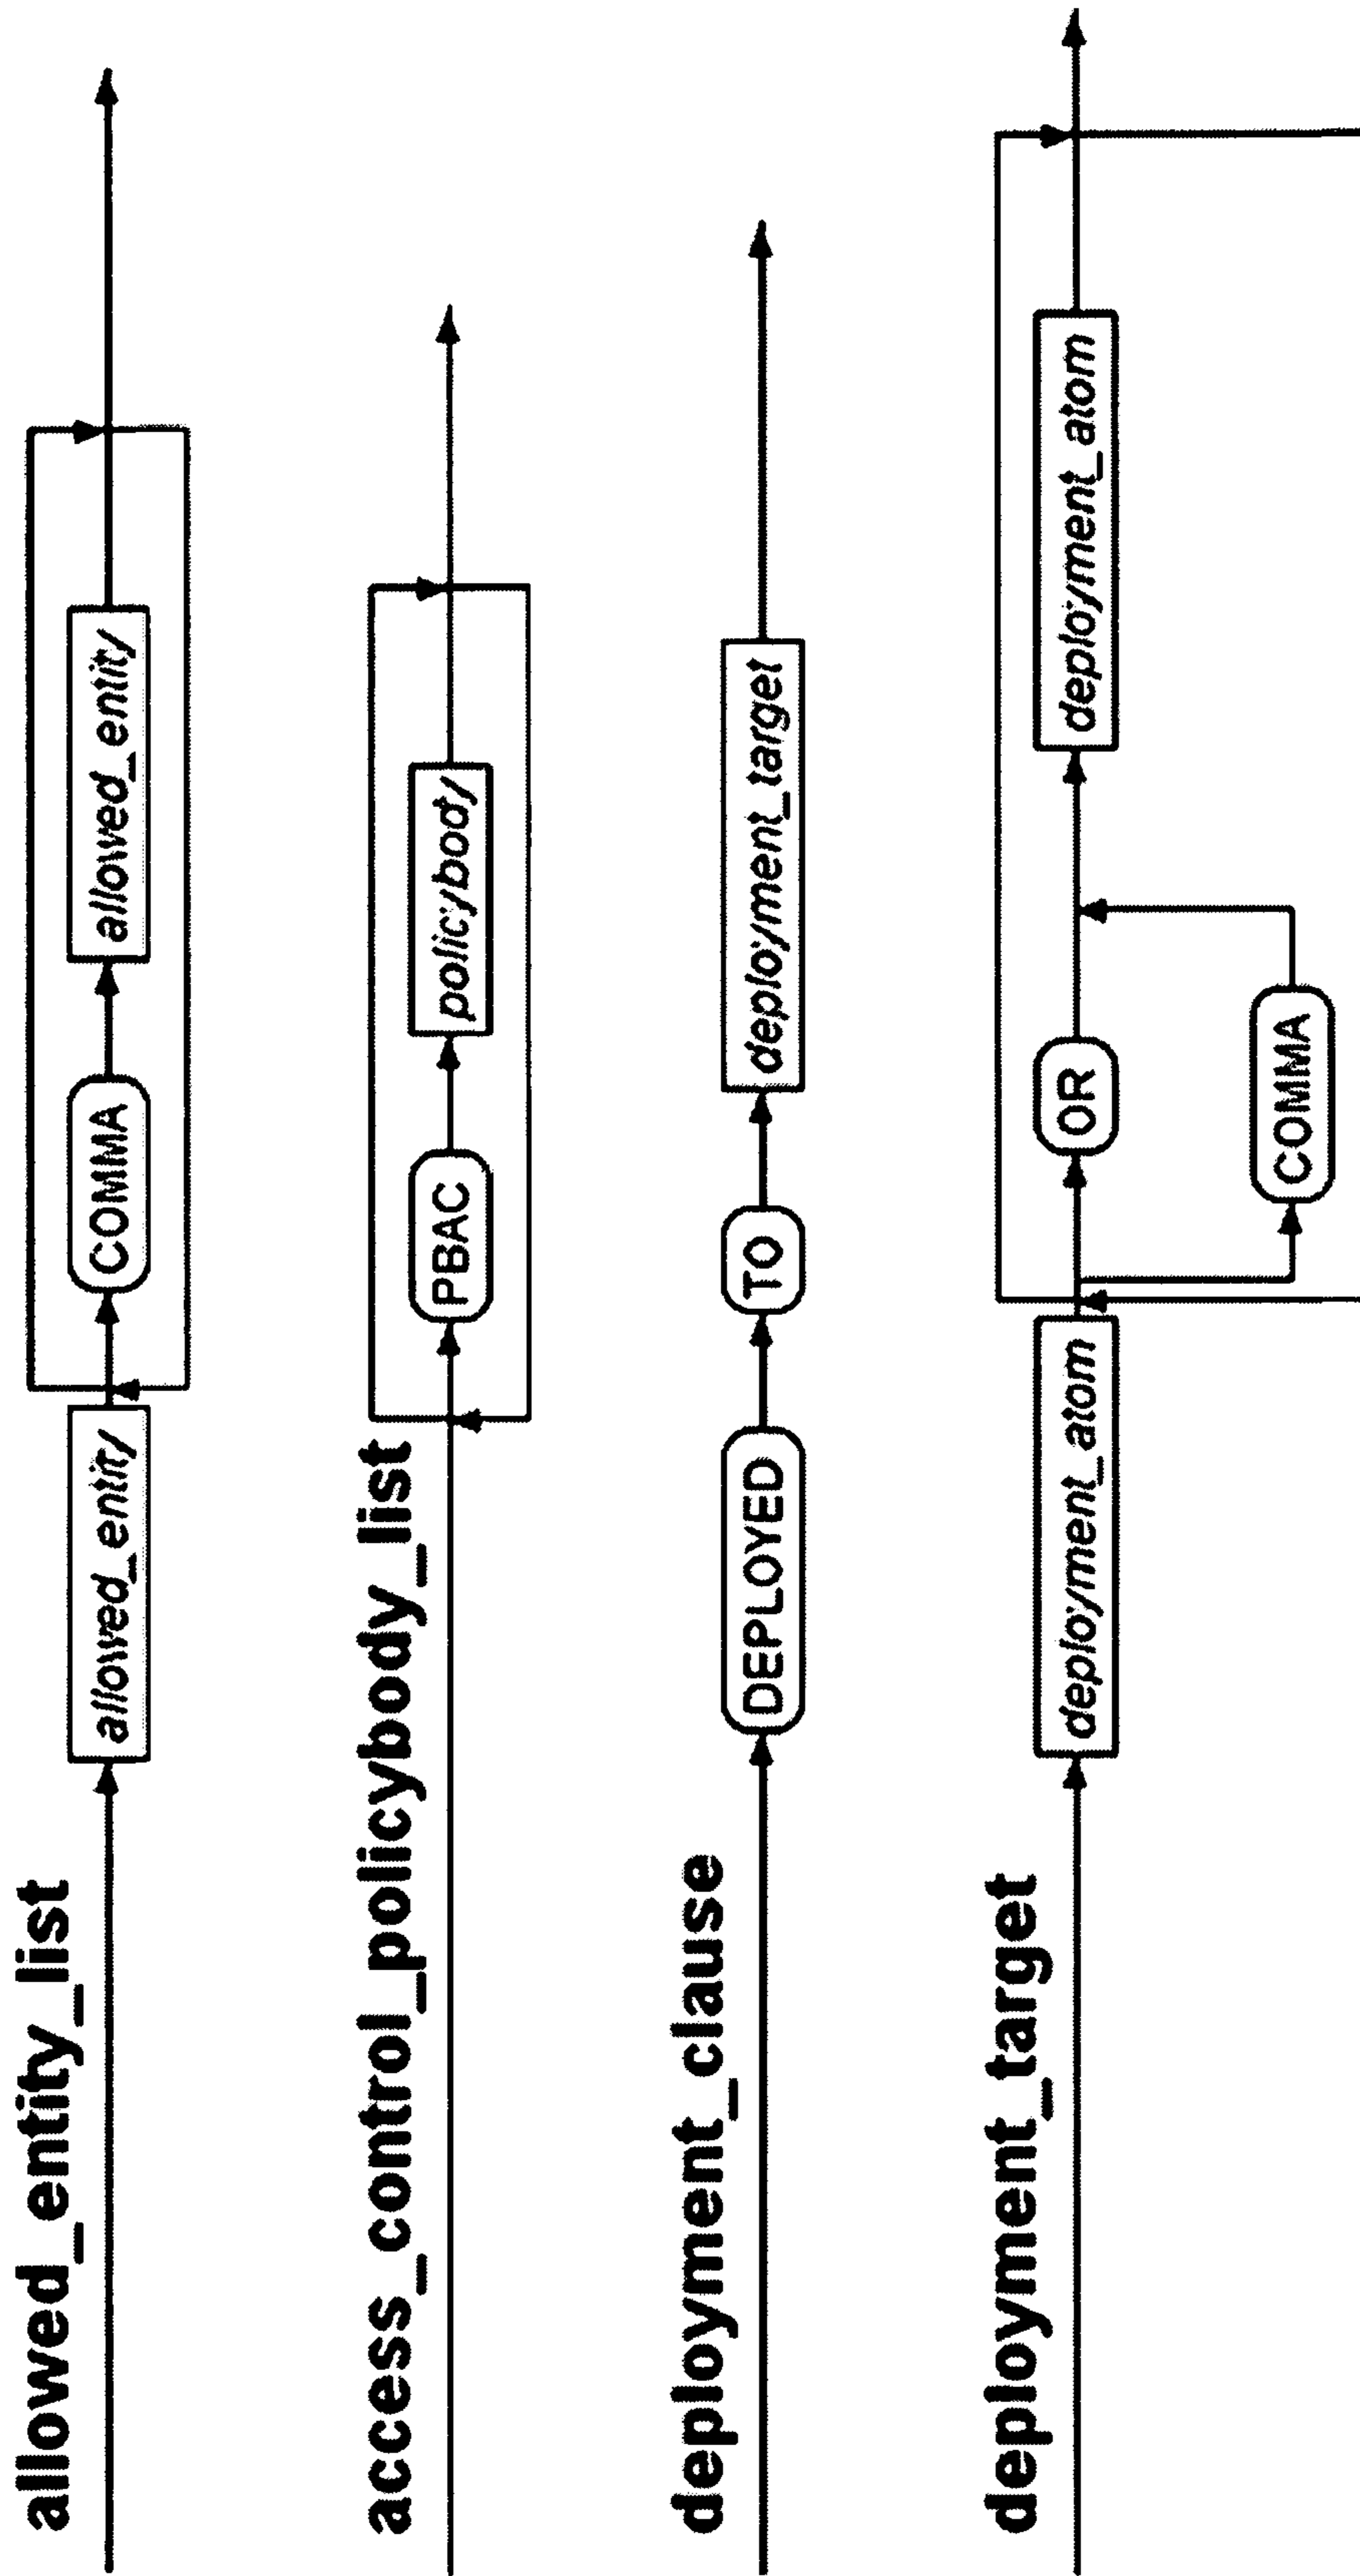 allowed_entity_list
allowed_entity COMMA allowed_entity
access_control_policybody_list
PBAC policybody
deployment_clause
DEPLOYED TO deployment_target
deployment_target
deployment_atom OR deployment_atom
COMMA